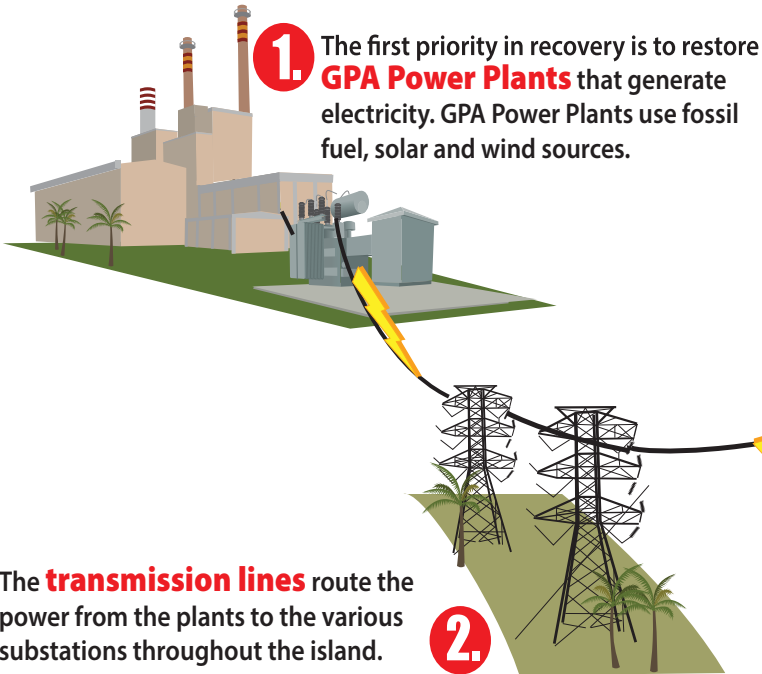 1.
The first priority in recovery is to restore
GPA Power Plants that generate
electricity. GPA Power Plants use fossil
fuel, solar and wind sources.
The transmission lines route the
power from the plants to the various
substations throughout the island.
2.